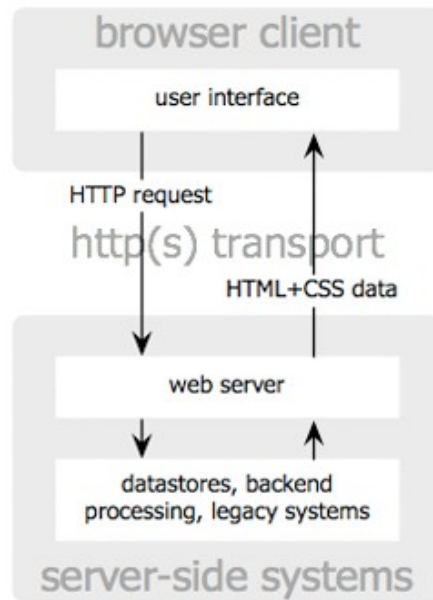 browser client
user interface
HTTP request
http(s) transport
HTML+CSS data
web server
datastores, backend
processing, legacy systems
server-side systems